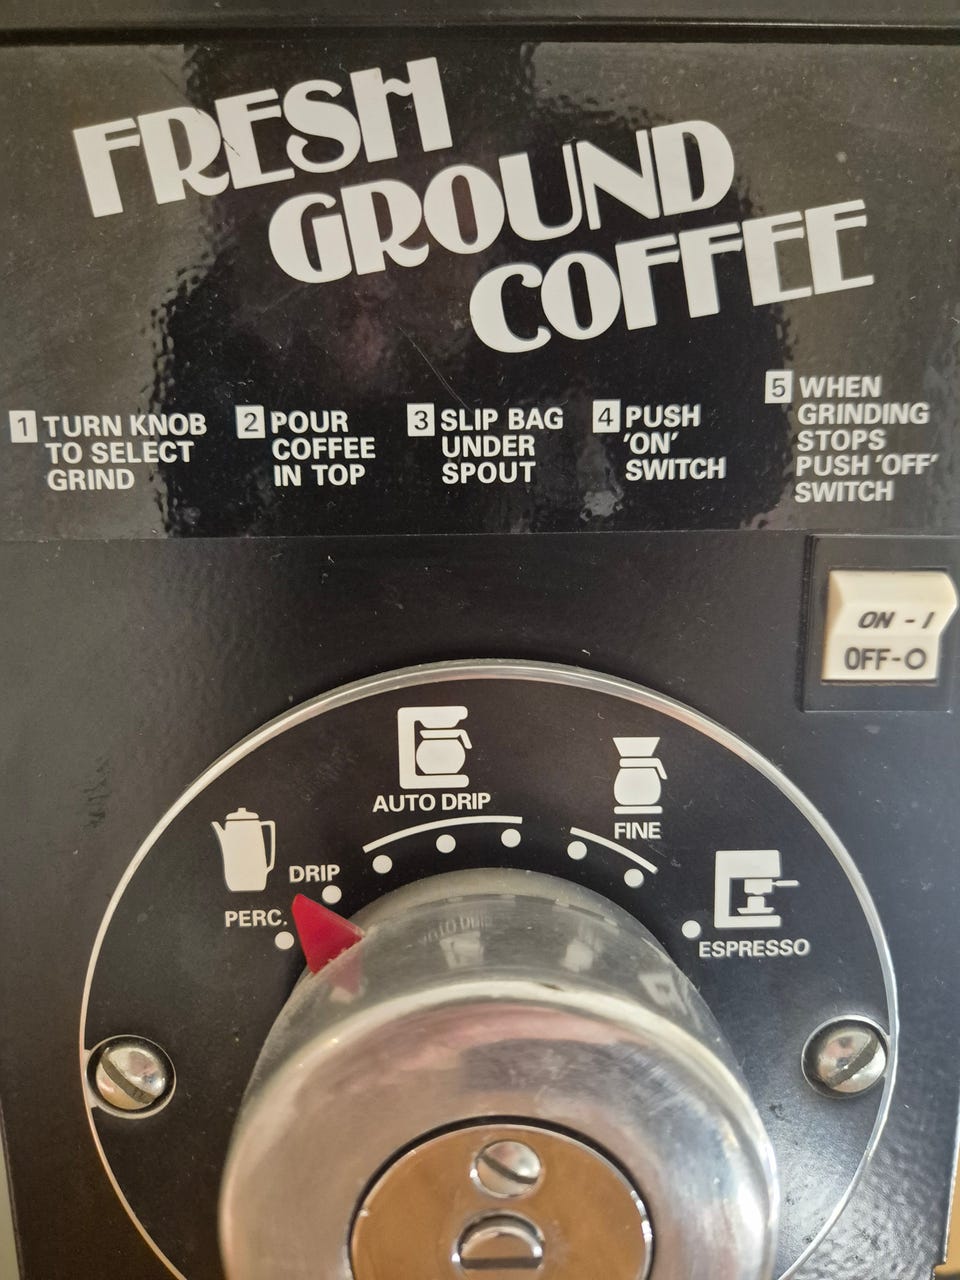 FRESH
GROUND
COFFEE
1 TURN KNOB
TO SELECT
GRIND
2 POUR
COFFEE
IN TOP
3 SLIP BAG
UNDER
SPOUT
4 PUSH
'ON'
SWITCH
5 WHEN
GRINDING
STOPS
PUSH 'OFF'
SWITCH
ON - I
OFF-O
AUTO DRIP
FINE
DRIP
PERC.
ESPRESSO